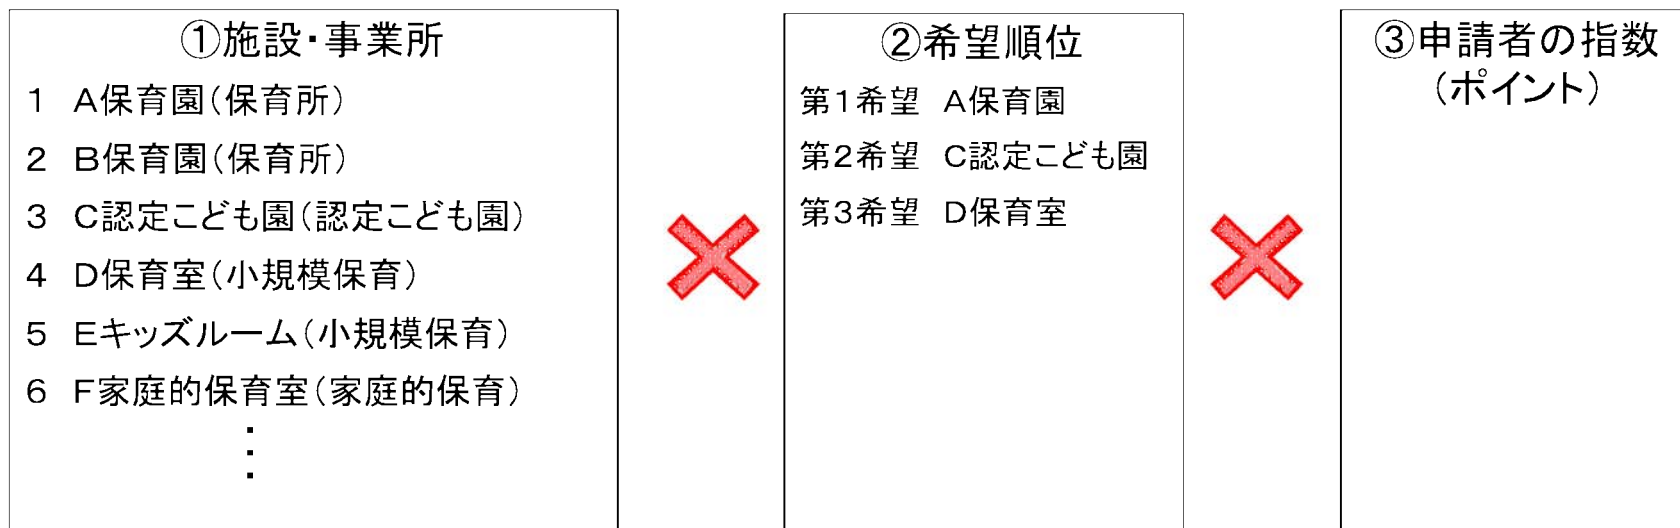 ①施設・事業所
1 A保育園(保育所)
2 B保育園(保育所)
3 C認定こども園(認定こども園)
4 D保育室(小規模保育)
5 Eキッズルーム(小規模保育)
6 F家庭的保育室(家庭的保育)
・
・
・
②希望順位
第1希望 A保育園
第2希望 C認定こども園
第3希望 D保育室
③申請者の指数
(ポイント)